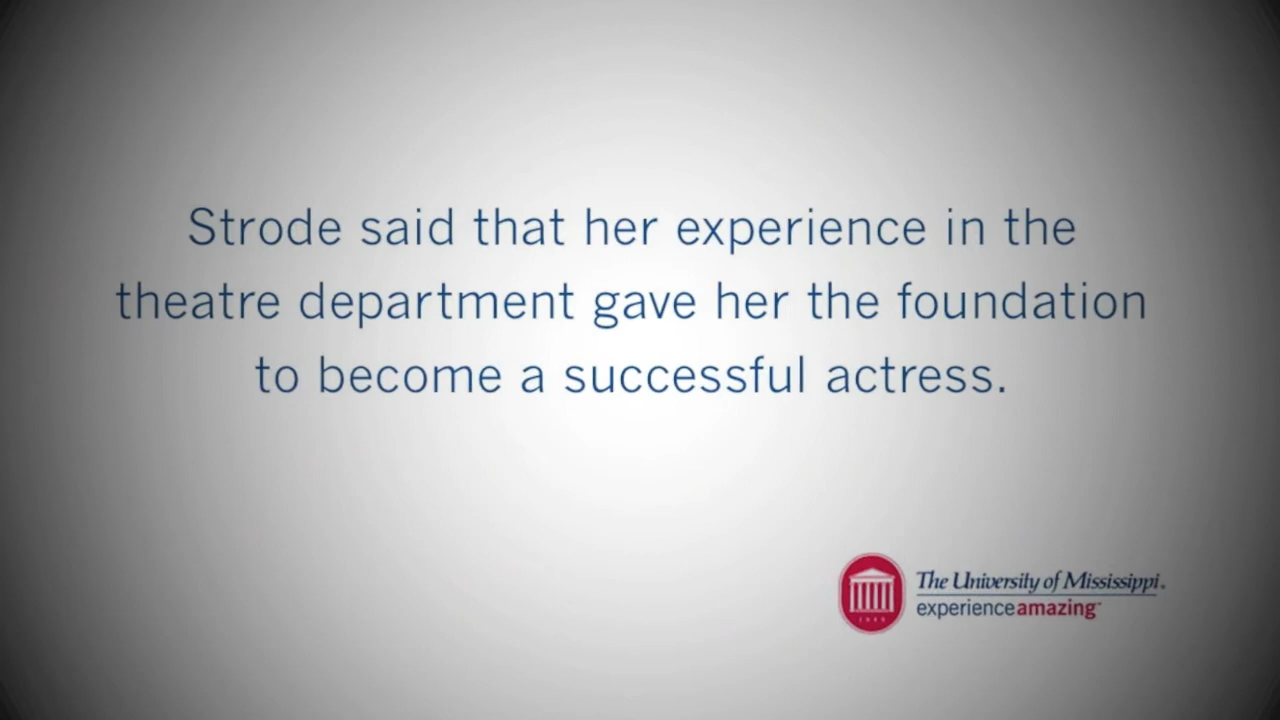 Strode said that her experience in the
theatre department gave her the foundation
to become a successful actress.
The University of Mississippi.
experienceamazing